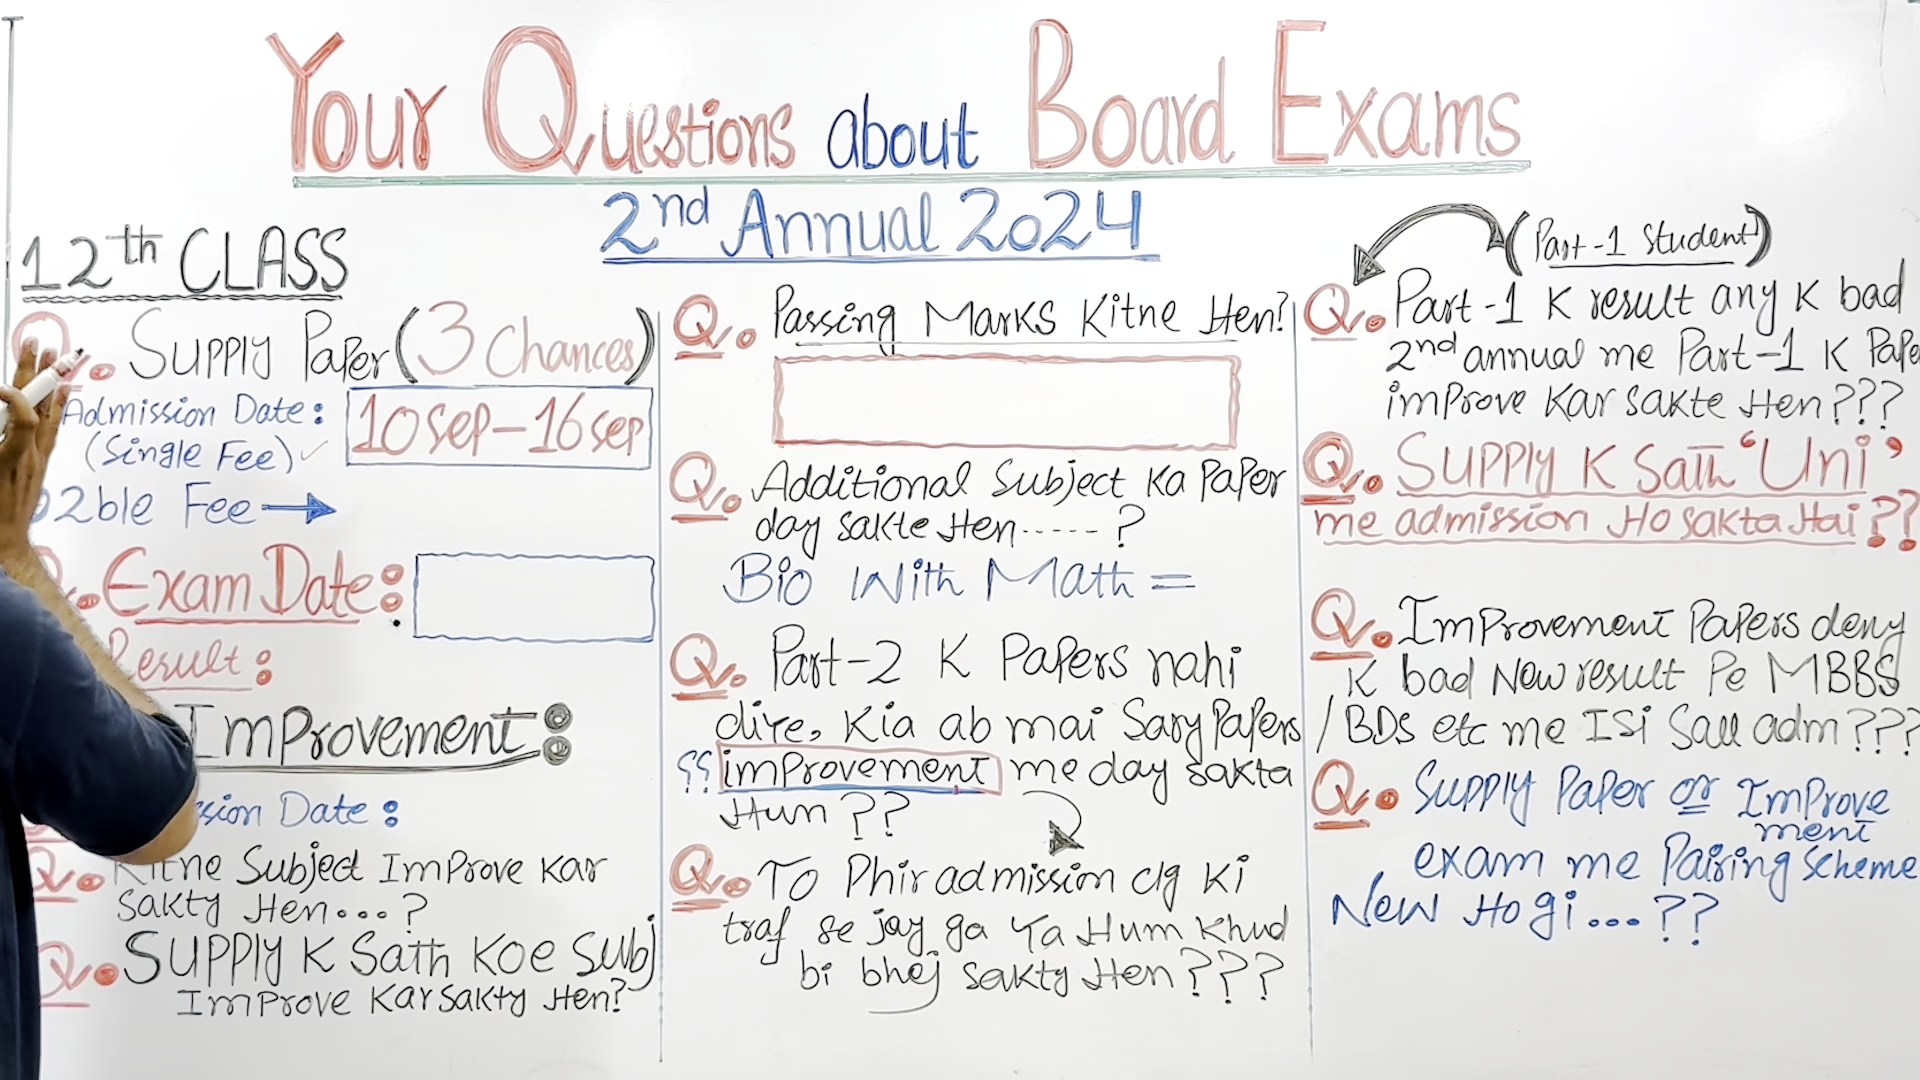 Your Questions about Board Exams
2nd Annual 2024
12th CLASS
Q. Supply Paper (3 Chances)
Admission Date: 10 sep - 16 sep
(Single Fee)
2ble Fee →
Q. Exam Date:
Result:
Improvement:
ssion Date:
Q. Kitne Subject Improve Kar
sakty Hen...?
Q. Supply K Sath Koe Subj
Improve Kar sakty Hen?
Q. Passing Marks Kitne Hen?
Q. Additional Subject Ka Paper
day sakte Hen-----?
Bio With Math =
Q. Part-2 K Papers nahi
diye, Kia ab mai Sary Papers
improvement me day sakta
Hun ??
Q. To Phir admission clg Ki
traf se jay ga Ya Hum Khud
bi bhej sakty Hen???
(Part-1 Student)
Q. Part-1 K result any K bad
2nd annual me Part-1 K Pape
improve Kar sakte Hen???
Q. Supply K Sath 'Uni'
me admission Ho sakta Hai??
Q. Improvement Papers deny
K bad New result Pe MBBS
/BDS etc me ISi Saal adm???
Q. Supply Paper or Improve
ment
exam me Pairing Scheme
New Hogi...??